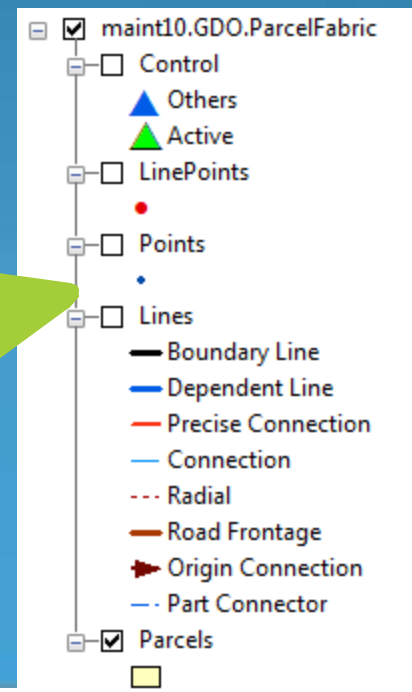 maint10.GDO.ParcelFabric
Control
Others
Active
LinePoints
Points
Lines
Boundary Line
Dependent Line
Precise Connection
Connection
Radial
Road Frontage
Origin Connection
Part Connector
Parcels